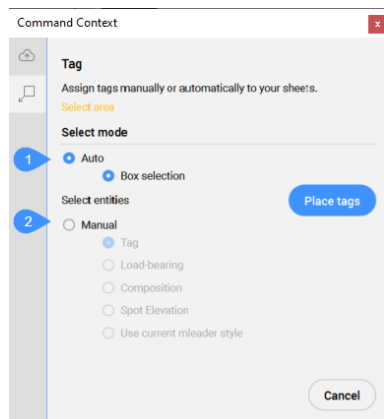 Command Context
x
Tag
Assign tags manually or automatically to your sheets.
Select area
Select mode
1
Auto
Box selection
Select entities
Place tags
2
Manual
Tag
Load-bearing
Composition
Spot Elevation
Use current mleader style
Cancel